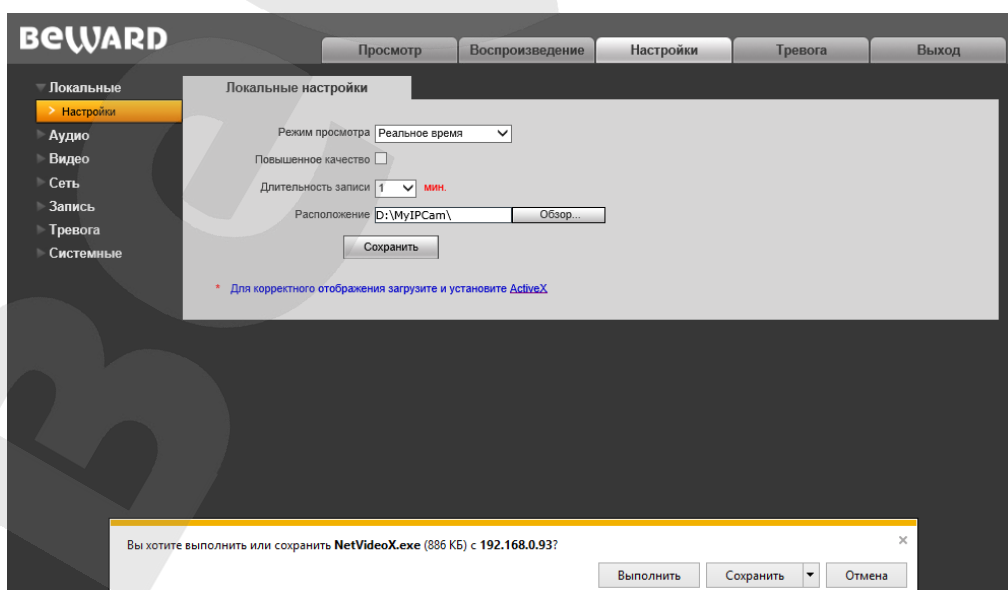 BEWARD
Просмотр Воспроизведение Настройки Тревога Выход
Локальные
> Настройки
Аудио
Видео
Сеть
Запись
Тревога
Системные
Локальные настройки
Режим просмотра Реальное время
Повышенное качество
Длительность записи 1 мин.
Расположение D:\MyIPCam\ Обзор...
Сохранить
* Для корректного отображения загрузите и установите ActiveX
Вы хотите выполнить или сохранить NetVideoX.exe (886 КБ) с 192.168.0.93? ×
Выполнить Сохранить Отмена